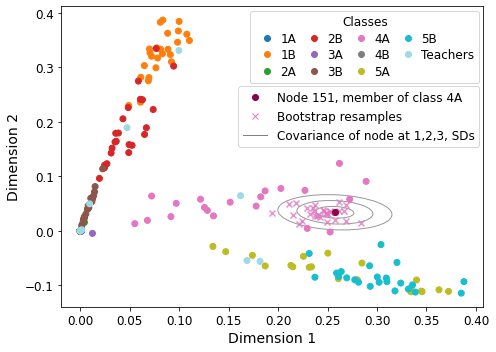 Classes
1A 2A 4A 5B
1B 3A 4B Teachers
2A 3B 5A
Node 151, member of class 4A
Bootstrap resamples
Covariance of node at 1,2,3, SDs
0.4
0.3
0.2
0.1
0.0
−0.1
Dimension 2
0.00 0.05 0.10 0.15 0.20 0.25 0.30 0.35 0.40
Dimension 1